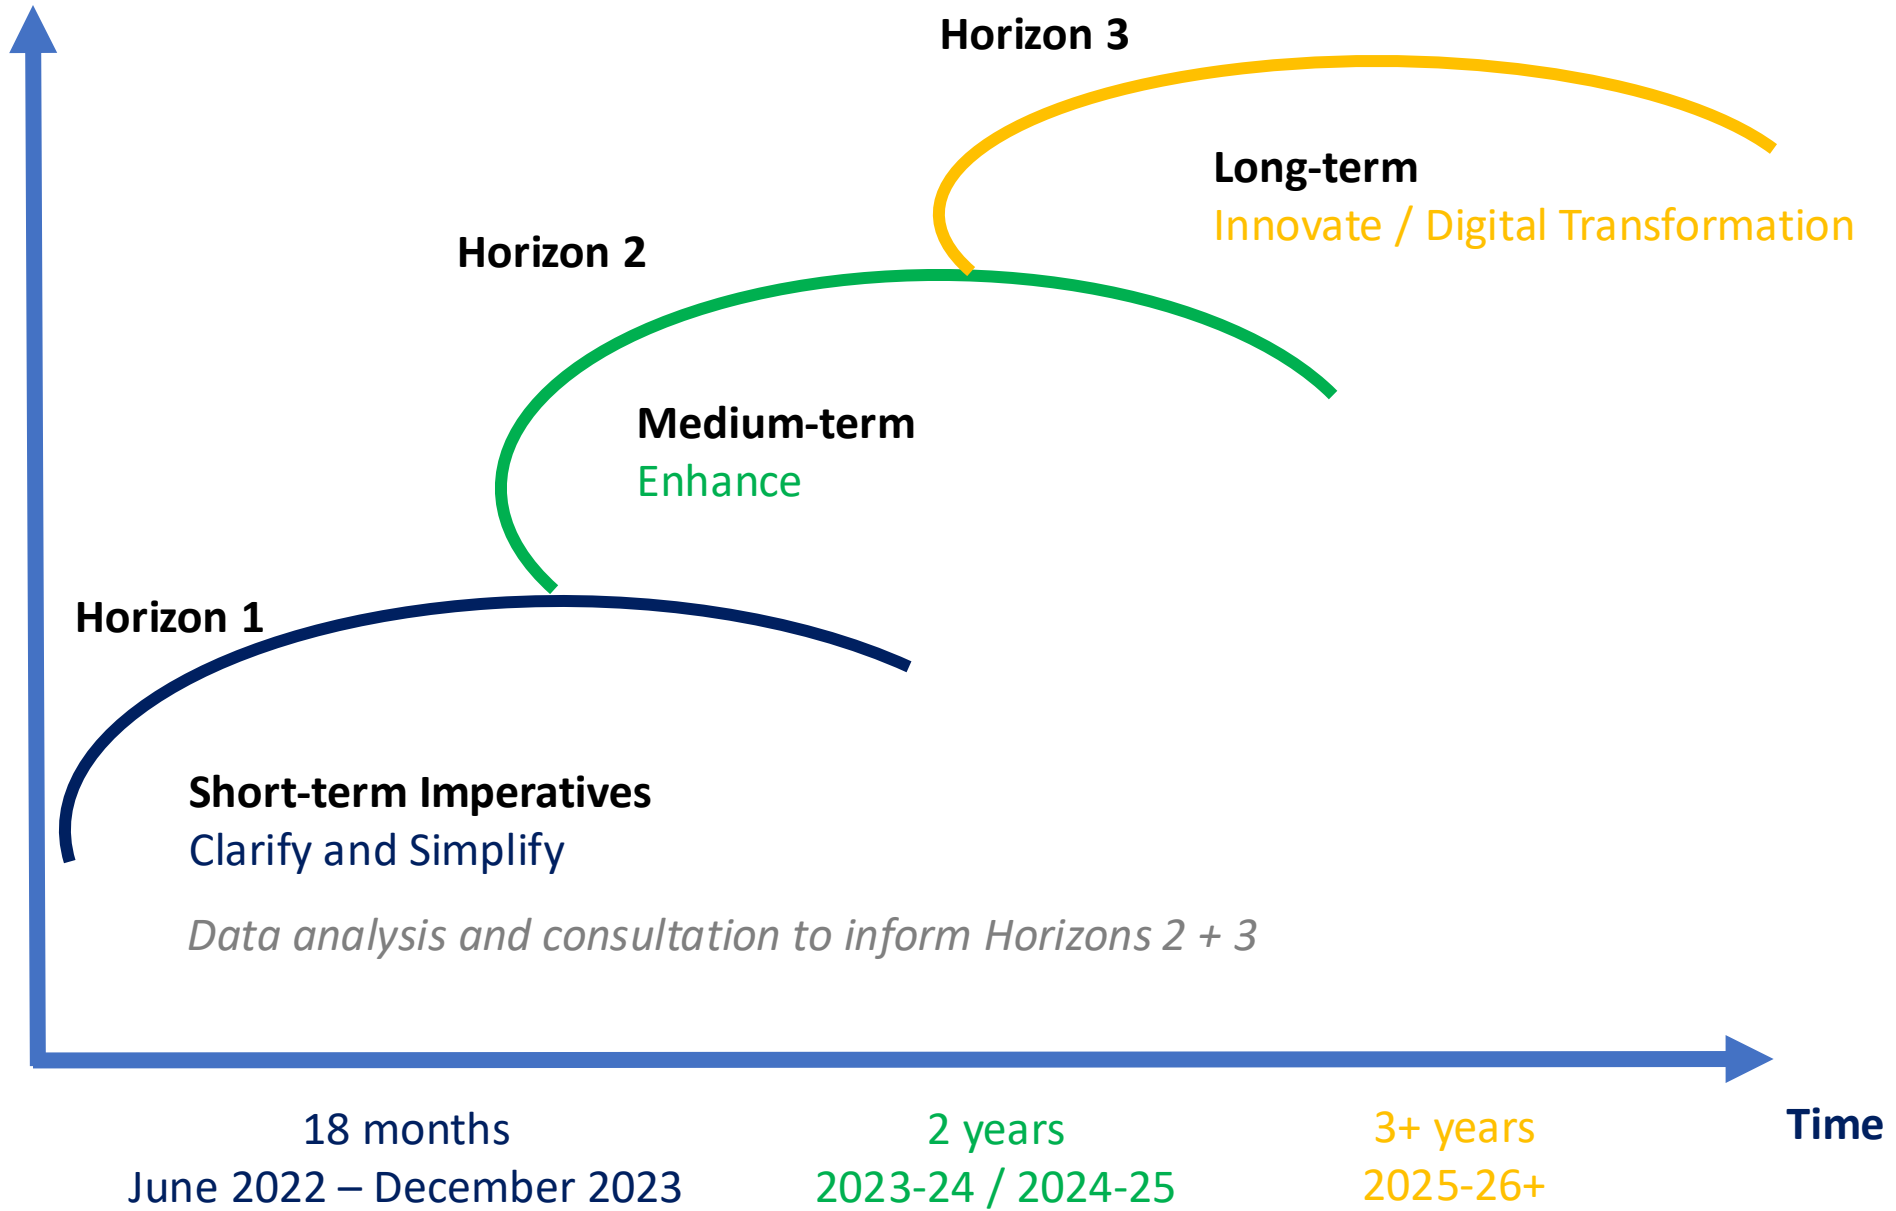 Horizon 3
Long-term
Innovate / Digital Transformation
Horizon 2
Medium-term
Enhance
Horizon 1
Short-term Imperatives
Clarify and Simplify
Data analysis and consultation to inform Horizons 2 + 3
18 months
June 2022 – December 2023
2 years
2023-24 / 2024-25
3+ years
2025-26+
Time